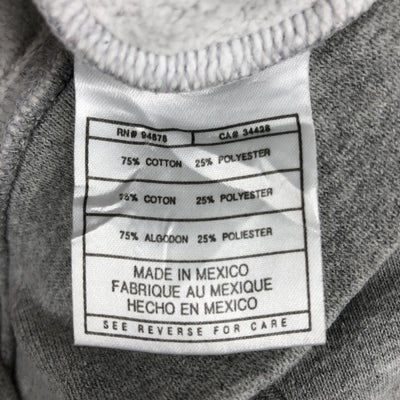 RN# 94878 CA# 34428
75% COTTON 25% POLYESTER
75% COTON 25% POLYESTER
75% ALGODON 25% POLIESTER
MADE IN MEXICO
FABRIQUE AU MEXIQUE
HECHO EN MEXICO
SEE REVERSE FOR CARE